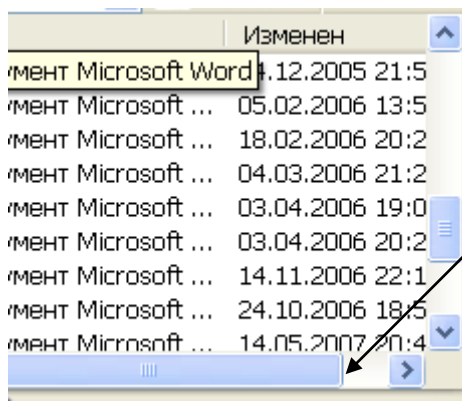 Изменен
умент Microsoft Word 4.12.2005 21:5
умент Microsoft ... 05.02.2006 13:5
умент Microsoft ... 18.02.2006 20:2
умент Microsoft ... 04.03.2006 21:2
умент Microsoft ... 03.04.2006 19:0
умент Microsoft ... 03.04.2006 20:2
умент Microsoft ... 14.11.2006 22:1
умент Microsoft ... 24.10.2006 18:5
умент Microsoft ... 14.05.2007 20:4